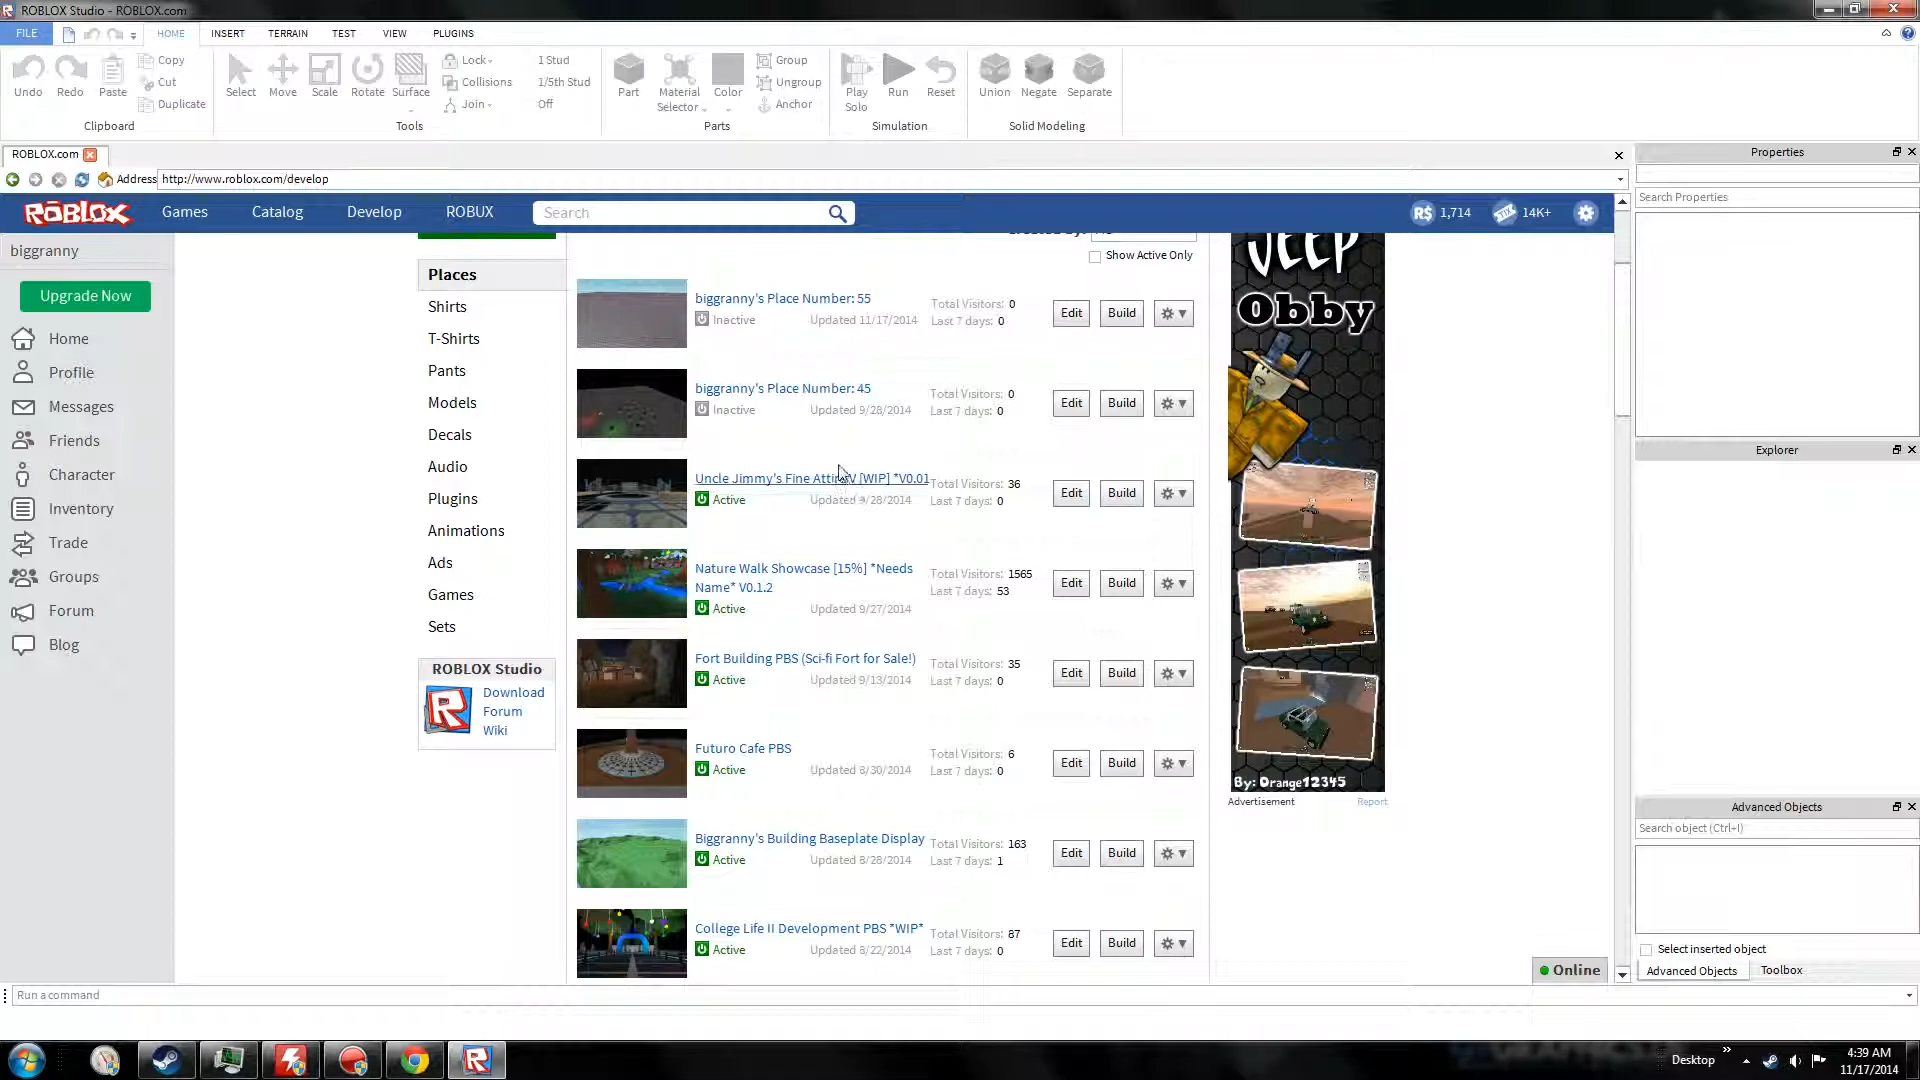 ROBLOX Studio - ROBLOX.com
FILE
HOME
INSERT
TERRAIN
TEST
VIEW
PLUGINS
Undo
Redo
Paste
Copy
Cut
Duplicate
Clipboard
Select
Move
Scale
Rotate
Surface
Lock
Collisions
Join
1 Stud
1/5th Stud
Off
Tools
Part
Material Selector
Color
Group
Ungroup
Anchor
Parts
Play Solo
Run
Reset
Simulation
Union
Negate
Separate
Solid Modeling
ROBLOX.com
Address http://www.roblox.com/develop
ROBLOX
Games
Catalog
Develop
ROBUX
Search
R$ 1,714
TIX 14K+
biggranny
Upgrade Now
Home
Profile
Messages
Friends
Character
Inventory
Trade
Groups
Forum
Blog
Places
Shirts
T-Shirts
Pants
Models
Decals
Audio
Plugins
Animations
Ads
Games
Sets
ROBLOX Studio
Download
Forum
Wiki
Show Active Only
biggranny's Place Number: 55
Inactive Updated 11/17/2014
Total Visitors: 0
Last 7 days: 0
Edit Build
biggranny's Place Number: 45
Inactive Updated 9/28/2014
Total Visitors: 0
Last 7 days: 0
Edit Build
Uncle Jimmy's Fine [WIP] *V0.01
Active Updated 9/28/2014
Total Visitors: 36
Last 7 days: 0
Edit Build
Nature Walk Showcase [15%] *Needs
Name* V0.1.2
Active Updated 9/27/2014
Total Visitors: 1565
Last 7 days: 53
Edit Build
Fort Building PBS (Sci-fi Fort for Sale!)
Active Updated 9/13/2014
Total Visitors: 35
Last 7 days: 0
Edit Build
Futuro Cafe PBS
Active Updated 8/30/2014
Total Visitors: 6
Last 7 days: 0
Edit Build
Biggranny's Building Baseplate Display
Active Updated 8/28/2014
Total Visitors: 163
Last 7 days: 1
Edit Build
College Life II Development PBS *WIP*
Active Updated 8/22/2014
Total Visitors: 87
Last 7 days: 0
Edit Build
JEEP
Obby
By: Orange12345
Advertisement Report
Online
Properties
Search Properties
Explorer
Advanced Objects
Search object (Ctrl+I)
Select inserted object
Advanced Objects
Toolbox
Run a command
Desktop
4:39 AM
11/17/2014